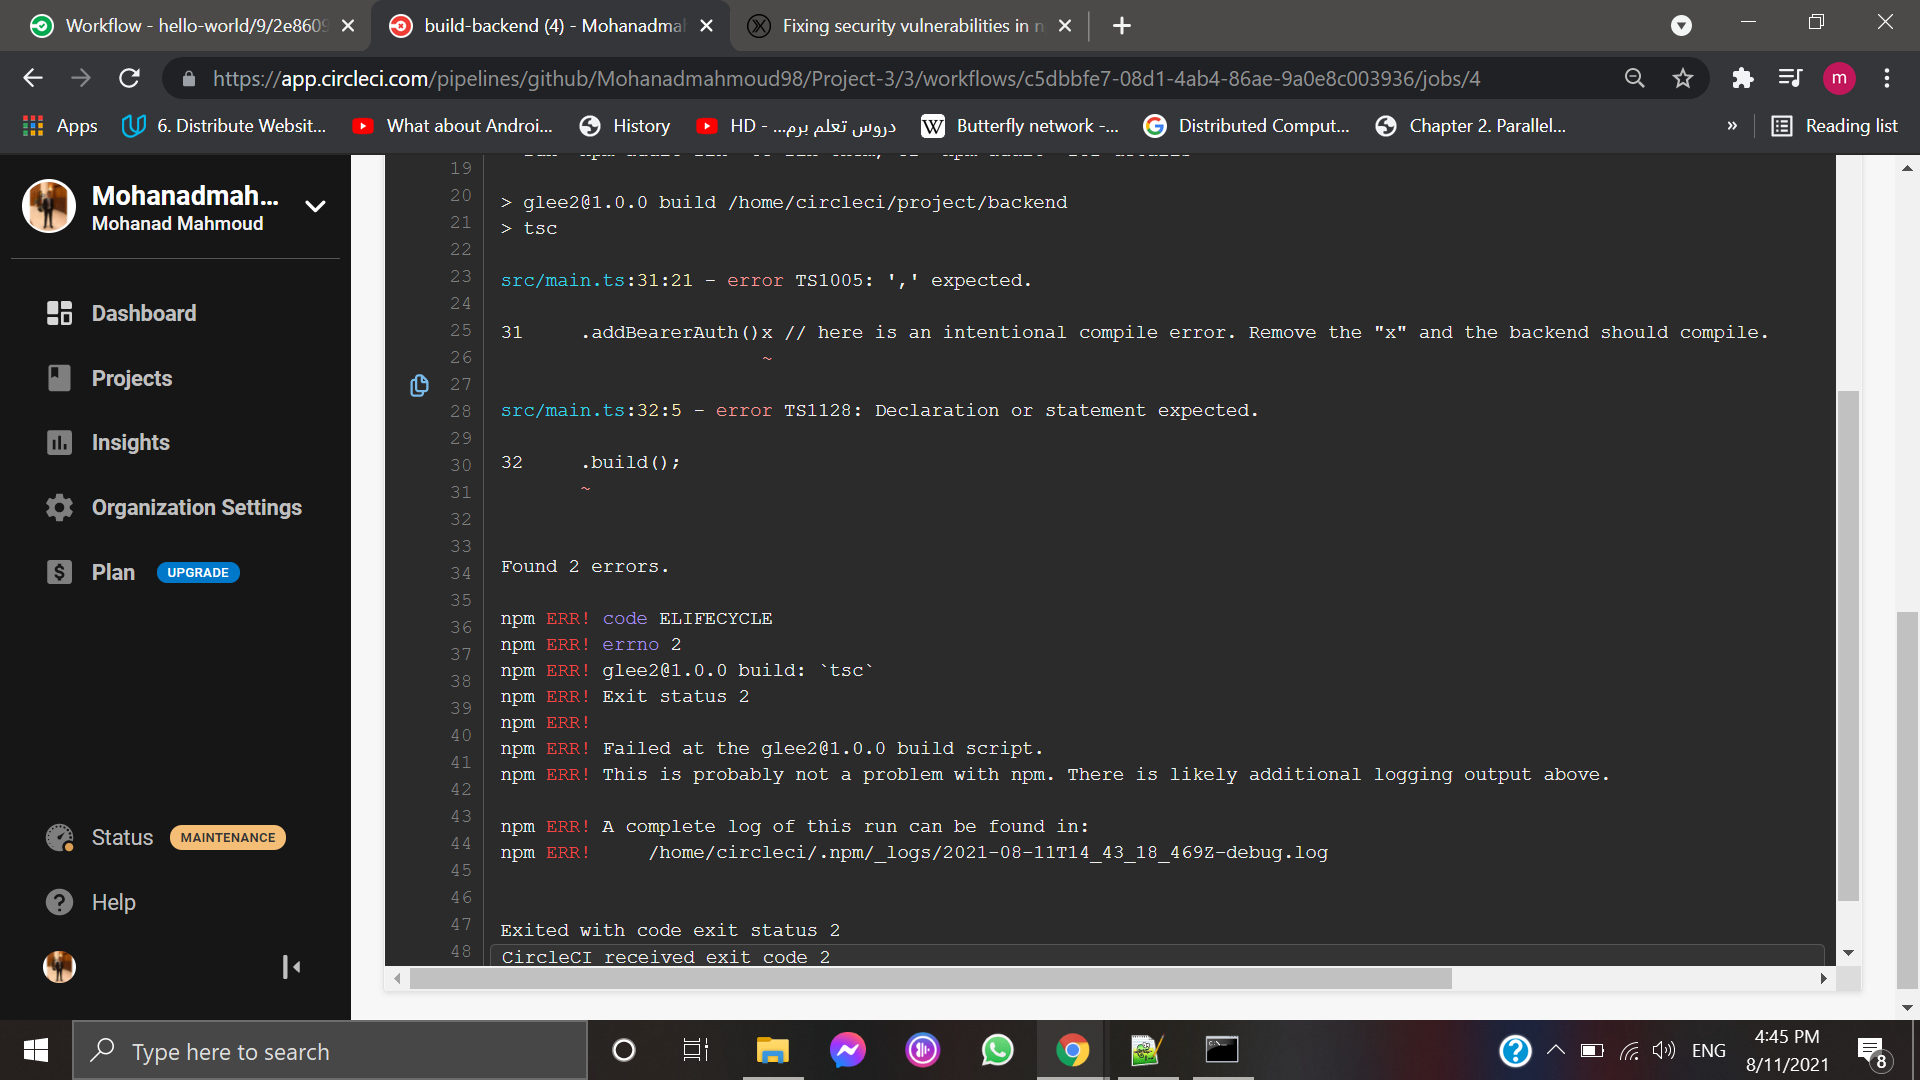 Workflow - hello-world/9/2e8609
build-backend (4) - Mohanadmah
Fixing security vulnerabilities in n
https://app.circleci.com/pipelines/github/Mohanadmahmoud98/Project-3/3/workflows/c5dbbfe7-08d1-4ab4-86ae-9a0e8c003936/jobs/4
m
Apps
6. Distribute Websit...
What about Androi...
History
HD - ...دروس تعلم برم
W
Butterfly network -...
Distributed Comput...
Chapter 2. Parallel...
»
Reading list
Mohanadmah...
Mohanad Mahmoud
Dashboard
Projects
Insights
Organization Settings
Plan
UPGRADE
Status
MAINTENANCE
Help
19
20
21
22
23
24
25
26
27
28
29
30
31
32
33
34
35
36
37
38
39
40
41
42
43
44
45
46
47
48
> glee2@1.0.0 build /home/circleci/project/backend
> tsc
src/main.ts:31:21 - error TS1005: ',' expected.
31     .addBearerAuth()x // here is an intentional compile error. Remove the "x" and the backend should compile.
~
src/main.ts:32:5 - error TS1128: Declaration or statement expected.
32     .build();
~
Found 2 errors.
npm ERR! code ELIFECYCLE
npm ERR! errno 2
npm ERR! glee2@1.0.0 build: `tsc`
npm ERR! Exit status 2
npm ERR!
npm ERR! Failed at the glee2@1.0.0 build script.
npm ERR! This is probably not a problem with npm. There is likely additional logging output above.
npm ERR! A complete log of this run can be found in:
npm ERR!     /home/circleci/.npm/_logs/2021-08-11T14_43_18_469Z-debug.log
Exited with code exit status 2
CircleCI received exit code 2
Type here to search
ENG
4:45 PM
8/11/2021
8